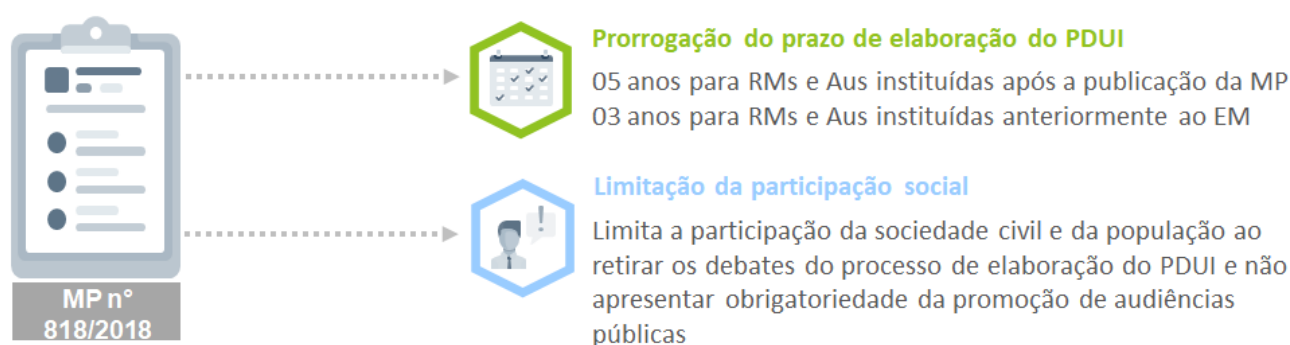 Prorrogação do prazo de elaboração do PDUI
05 anos para RMs e Aus instituídas após a publicação da MP
03 anos para RMs e Aus instituídas anteriormente ao EM
Limitação da participação social
Limita a participação da sociedade civil e da população ao
retirar os debates do processo de elaboração do PDUI e não
apresentar obrigatoriedade da promoção de audiências
públicas
MP n°
818/2018